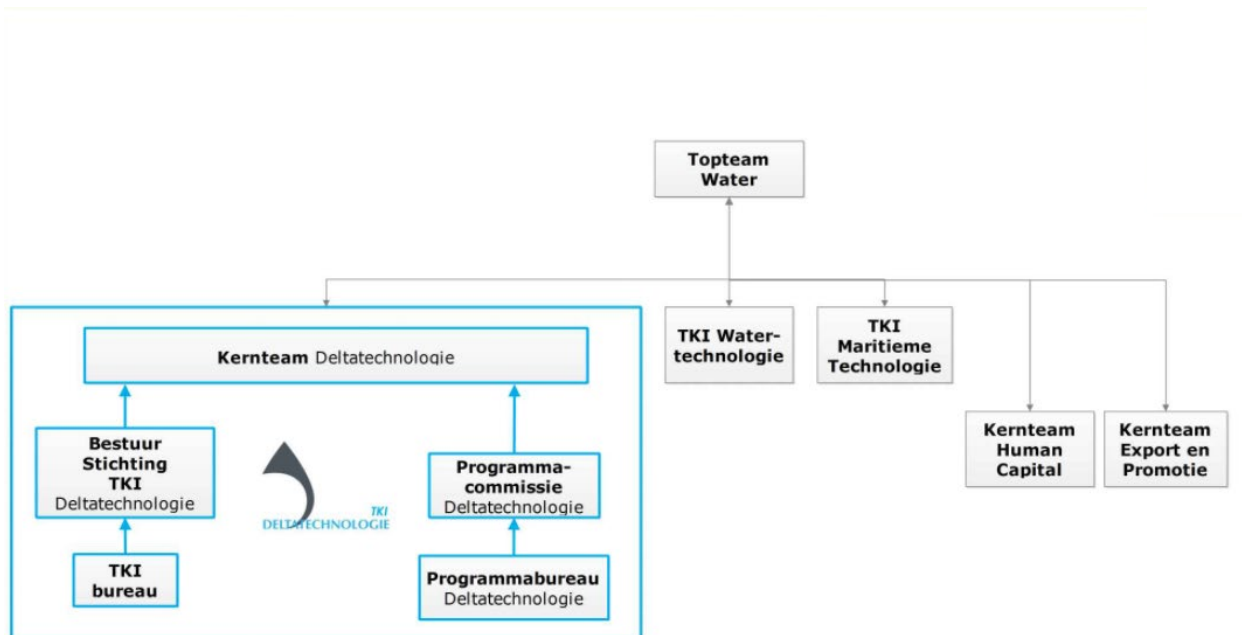 Topteam
Water
TKI Water-
technologie
TKI
Maritieme
Technologie
Kernteam Deltatechnologie
Bestuur
Stichting
TKI
Deltatechnologie
Programma-
commissie
Deltatechnologie
TKI
DELTATECHNOLOGIE
TKI
bureau
Programmabureau
Deltatechnologie
Kernteam
Human
Capital
Kernteam
Export en
Promotie